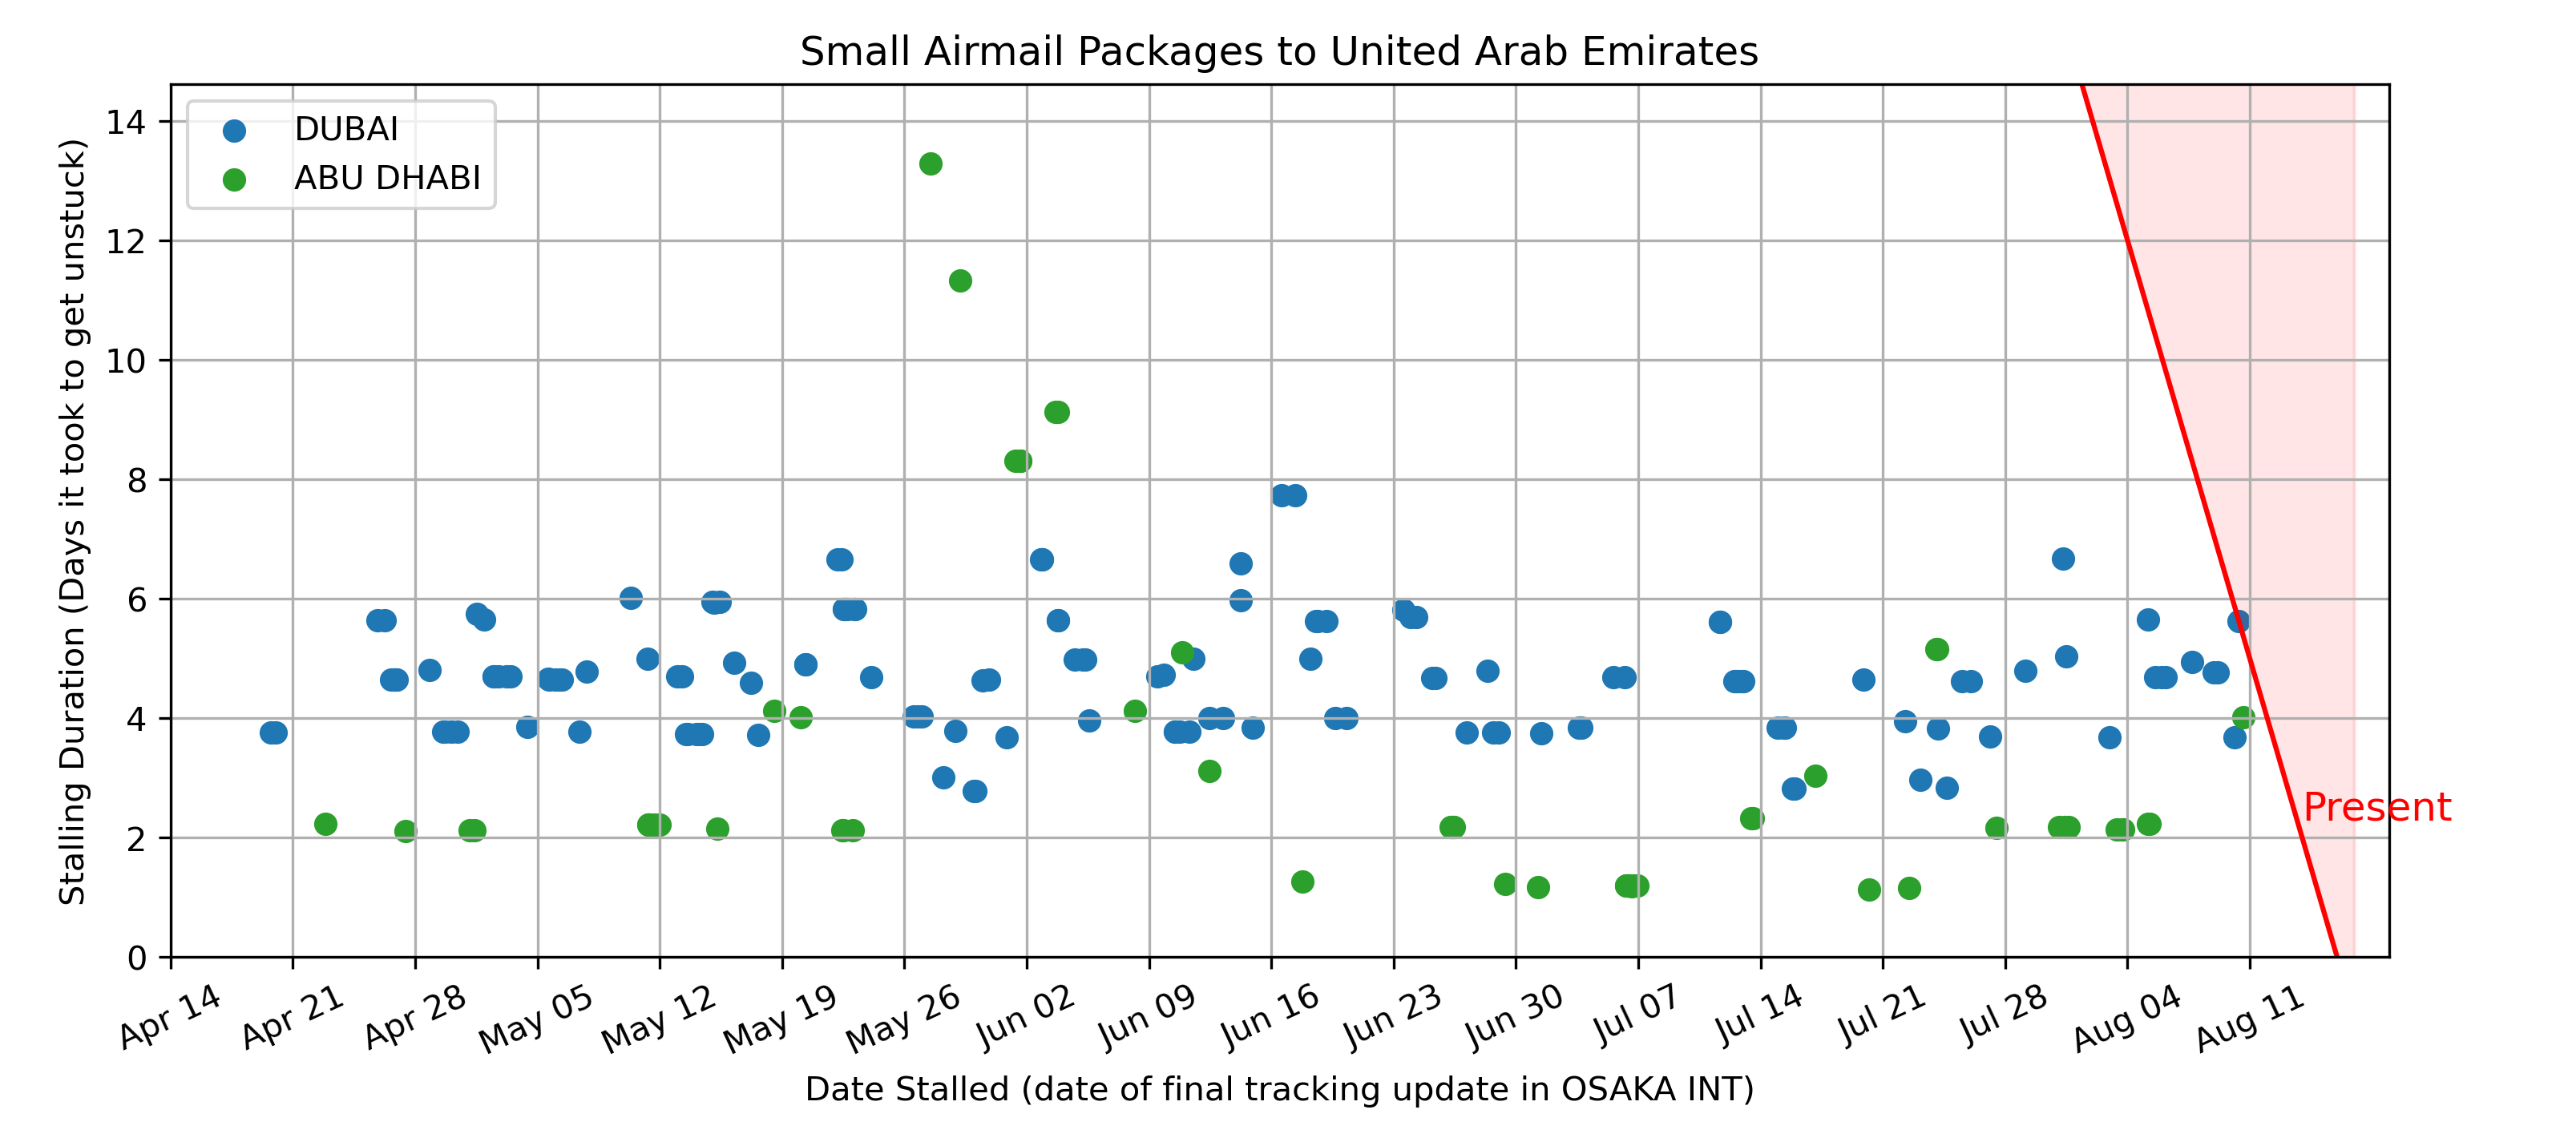 Small Airmail Packages to United Arab Emirates
DUBAI
ABU DHABI
Stalling Duration (Days it took to get unstuck)
14
12
10
8
6
4
2
0
Present
Apr 14
Apr 21
Apr 28
May 05
May 12
May 19
May 26
Jun 02
Jun 09
Jun 16
Jun 23
Jun 30
Jul 07
Jul 14
Jul 21
Jul 28
Aug 04
Aug 11
Date Stalled (date of final tracking update in OSAKA INT)